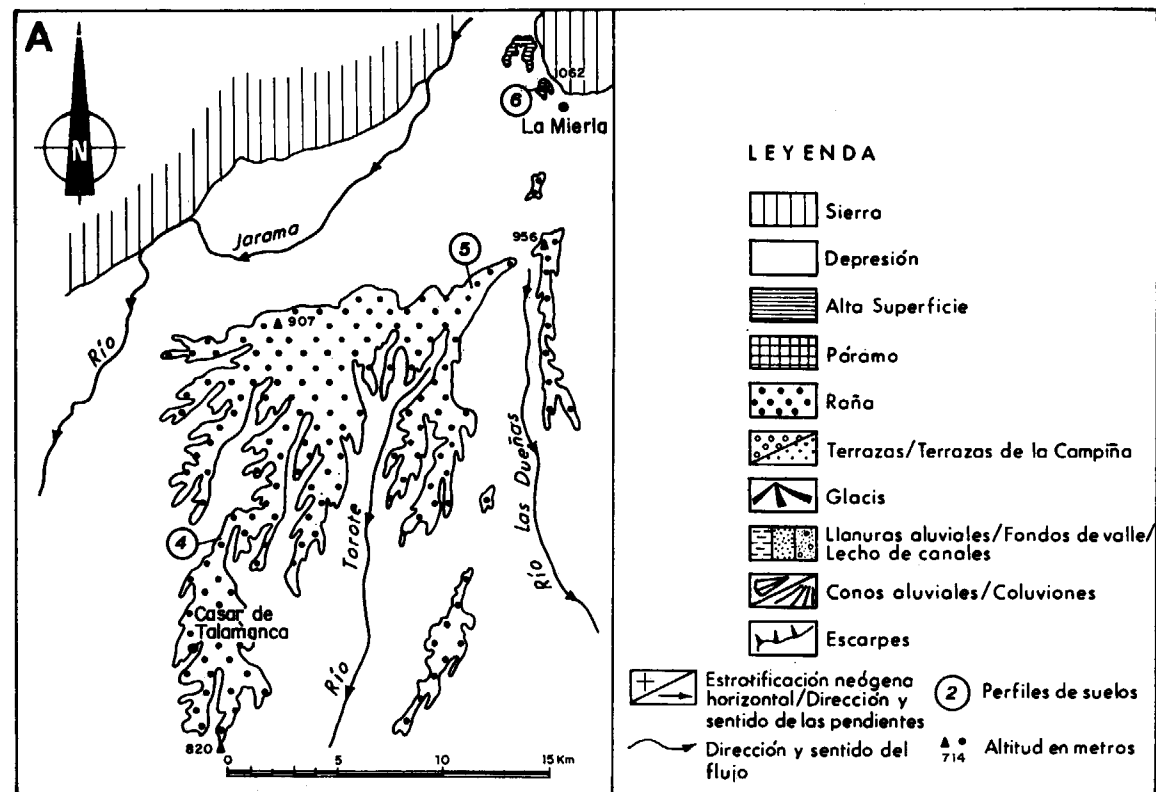 A
N
1062
6
La Mierla
Jarama
956
5
907
Río
4
Torote
Río Las Dueñas
Casar de
Talamanca
Río
820
0 5 10 15 Km
LEYENDA
Sierra
Depresión
Alta Superficie
Páramo
Raña
Terrazas/Terrazas de la Campiña
Glacis
Llanuras aluviales/Fondos de valle/
Lecho de canales
Conos aluviales/Coluviones
Escarpes
Estratificación neógena
horizontal/Dirección y
sentido de las pendientes
2 Perfiles de suelos
Dirección y sentido del
flujo
714 Altitud en metros